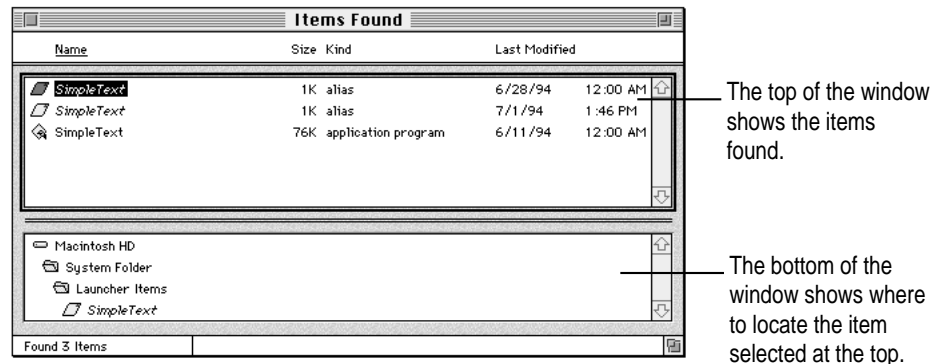 Items Found
Name Size Kind Last Modified
SimpleText 1K alias 6/28/94 12:00 AM
SimpleText 1K alias 7/1/94 1:46 PM
SimpleText 76K application program 6/11/94 12:00 AM
Macintosh HD
System Folder
Launcher Items
SimpleText
Found 3 Items
The top of the window
shows the items
found.
The bottom of the
window shows where
to locate the item
selected at the top.